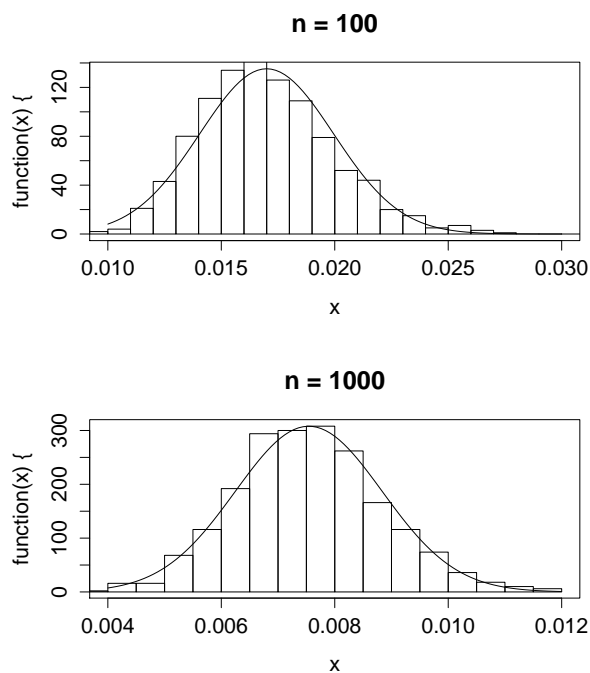 n = 100
function(x) {
0 40 80 120
0.010 0.015 0.020 0.025 0.030
x
n = 1000
function(x) {
0 100 200 300
0.004 0.006 0.008 0.010 0.012
x